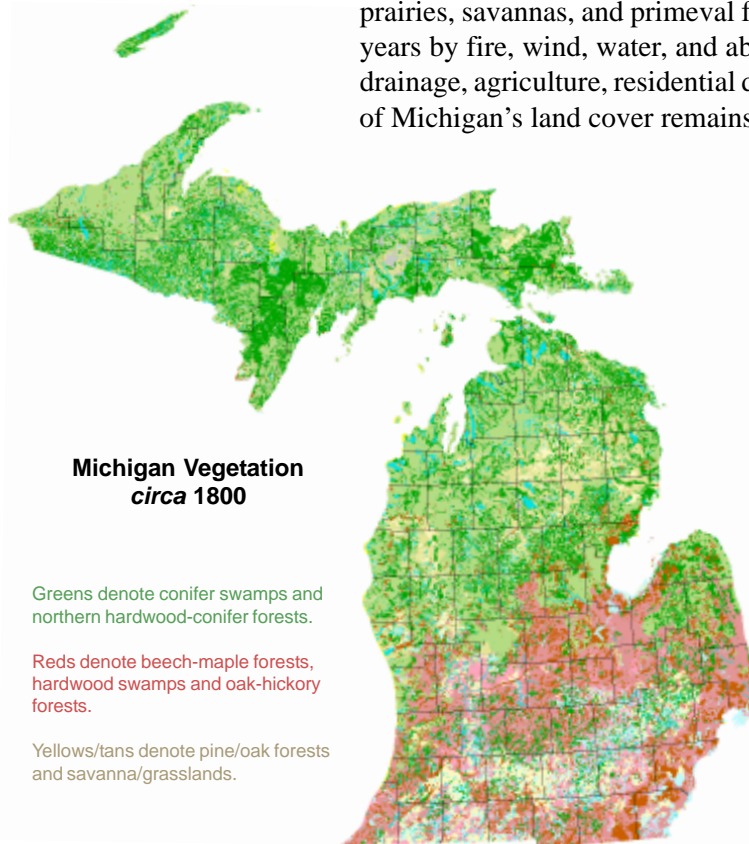 prairies, savannas, and primeval f
years by fire, wind, water, and ab
drainage, agriculture, residential d
of Michigan's land cover remains
Michigan Vegetation
circa 1800
Greens denote conifer swamps and
northern hardwood-conifer forests.
Reds denote beech-maple forests,
hardwood swamps and oak-hickory
forests.
Yellows/tans denote pine/oak forests
and savanna/grasslands.